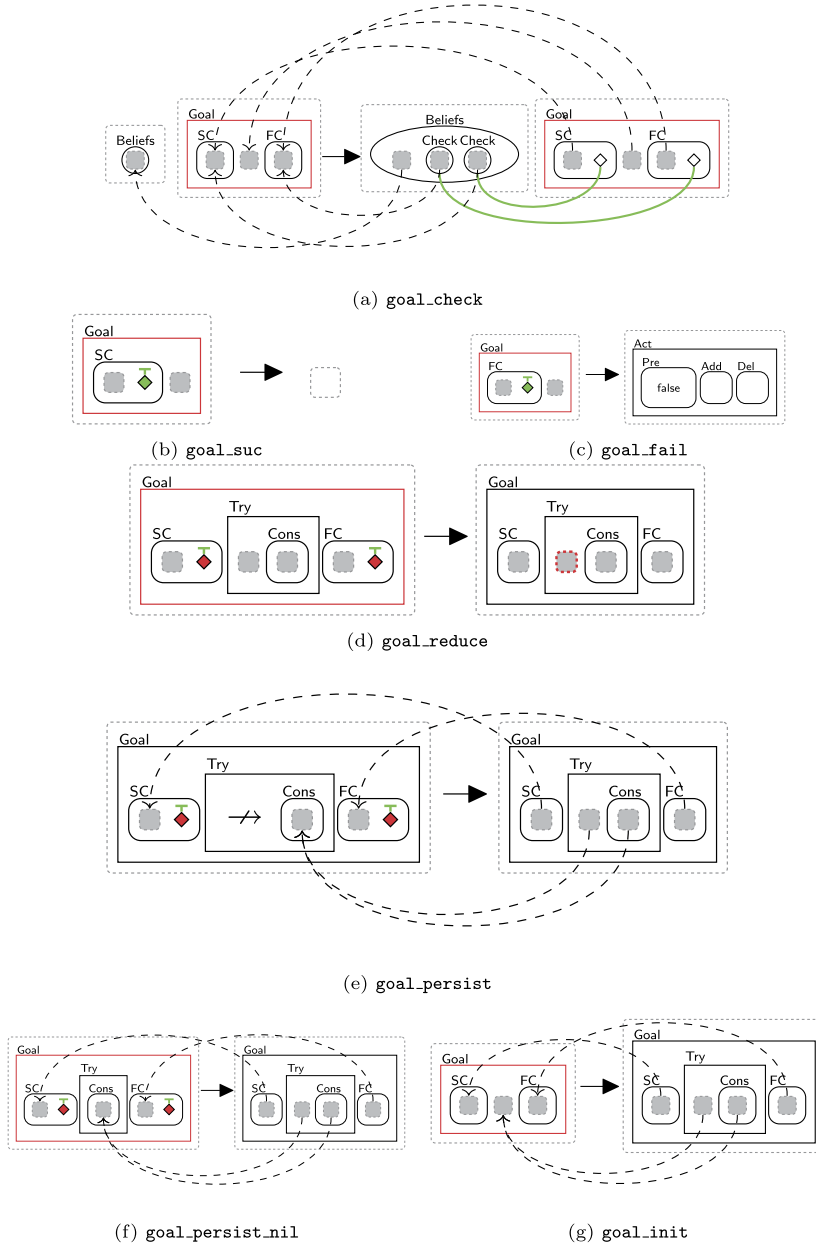 Beliefs Goal SC FC Beliefs Check Check Goal SC FC
(a) goal_check
Goal SC
Goal FC Act Pre false Add Del
(b) goal_suc (c) goal_fail
Goal SC Try Cons FC Goal SC Try Cons FC
(d) goal_reduce
Goal SC Try Cons FC Goal SC Try Cons FC
(e) goal_persist
Goal SC Try Cons FC Goal SC Try Cons FC
Goal SC FC Goal SC Try Cons FC
(f) goal_persist_nil (g) goal_init